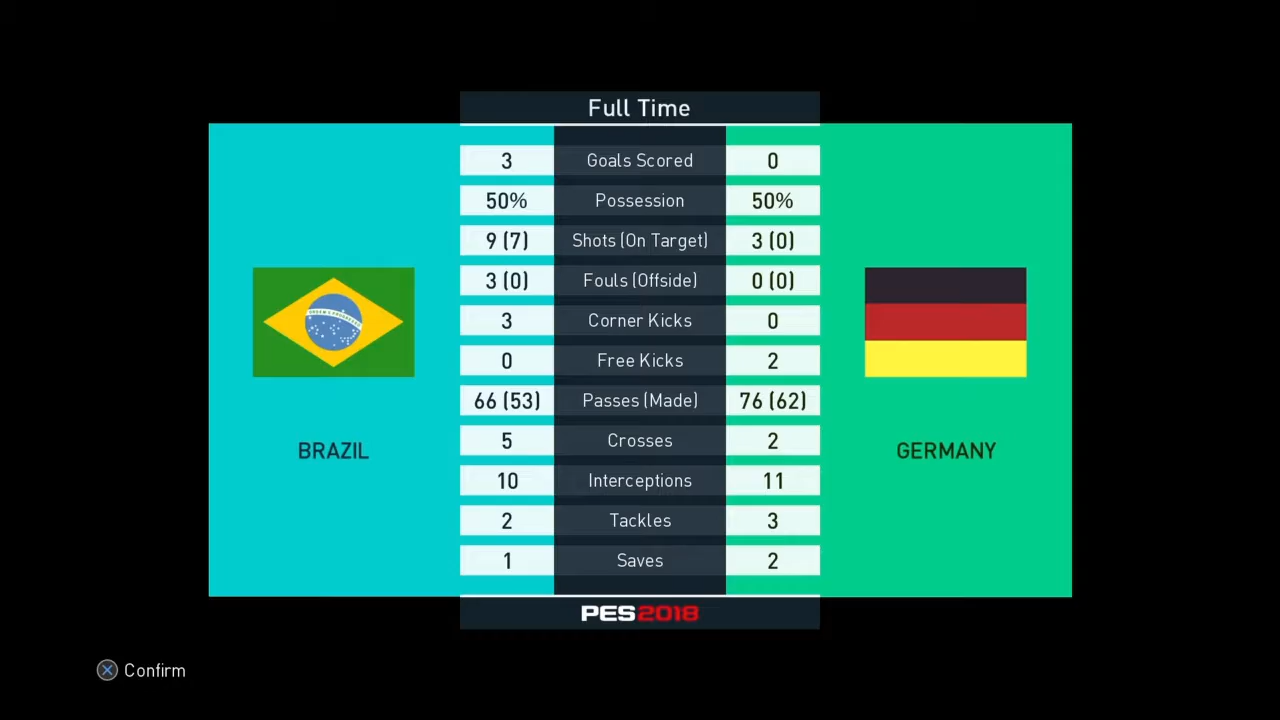 Full Time
3 Goals Scored 0
50% Possession 50%
9 (7) Shots (On Target) 3 (0)
3 (0) Fouls (Offside) 0 (0)
3 Corner Kicks 0
0 Free Kicks 2
66 (53) Passes (Made) 76 (62)
5 Crosses 2
10 Interceptions 11
2 Tackles 3
1 Saves 2
BRAZIL
GERMANY
PES2018
Confirm